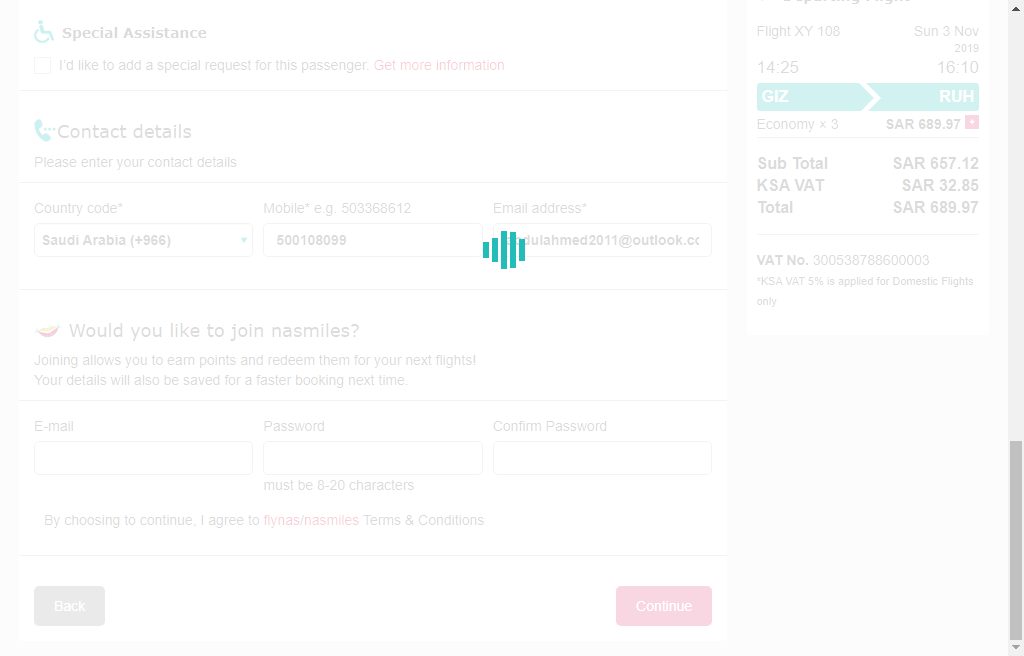 Special Assistance
I'd like to add a special request for this passenger. Get more information
Contact details
Please enter your contact details
Country code*
Mobile* e.g. 503368612
Email address*
Saudi Arabia (+966)
500108099
Would you like to join nasmiles?
Joining allows you to earn points and redeem them for your next flights!
Your details will also be saved for a faster booking next time.
E-mail
Password
Confirm Password
must be 8-20 characters
By choosing to continue, I agree to flynas/nasmiles Terms & Conditions
Back
Continue
Departing Flight
Flight XY 108
Sun 3 Nov
2019
14:25
16:10
GIZ
RUH
Economy × 3
SAR 689.97 +
Sub Total SAR 657.12
KSA VAT SAR 32.85
Total SAR 689.97
VAT No. 300538788600003
*KSA VAT 5% is applied for Domestic Flights
only